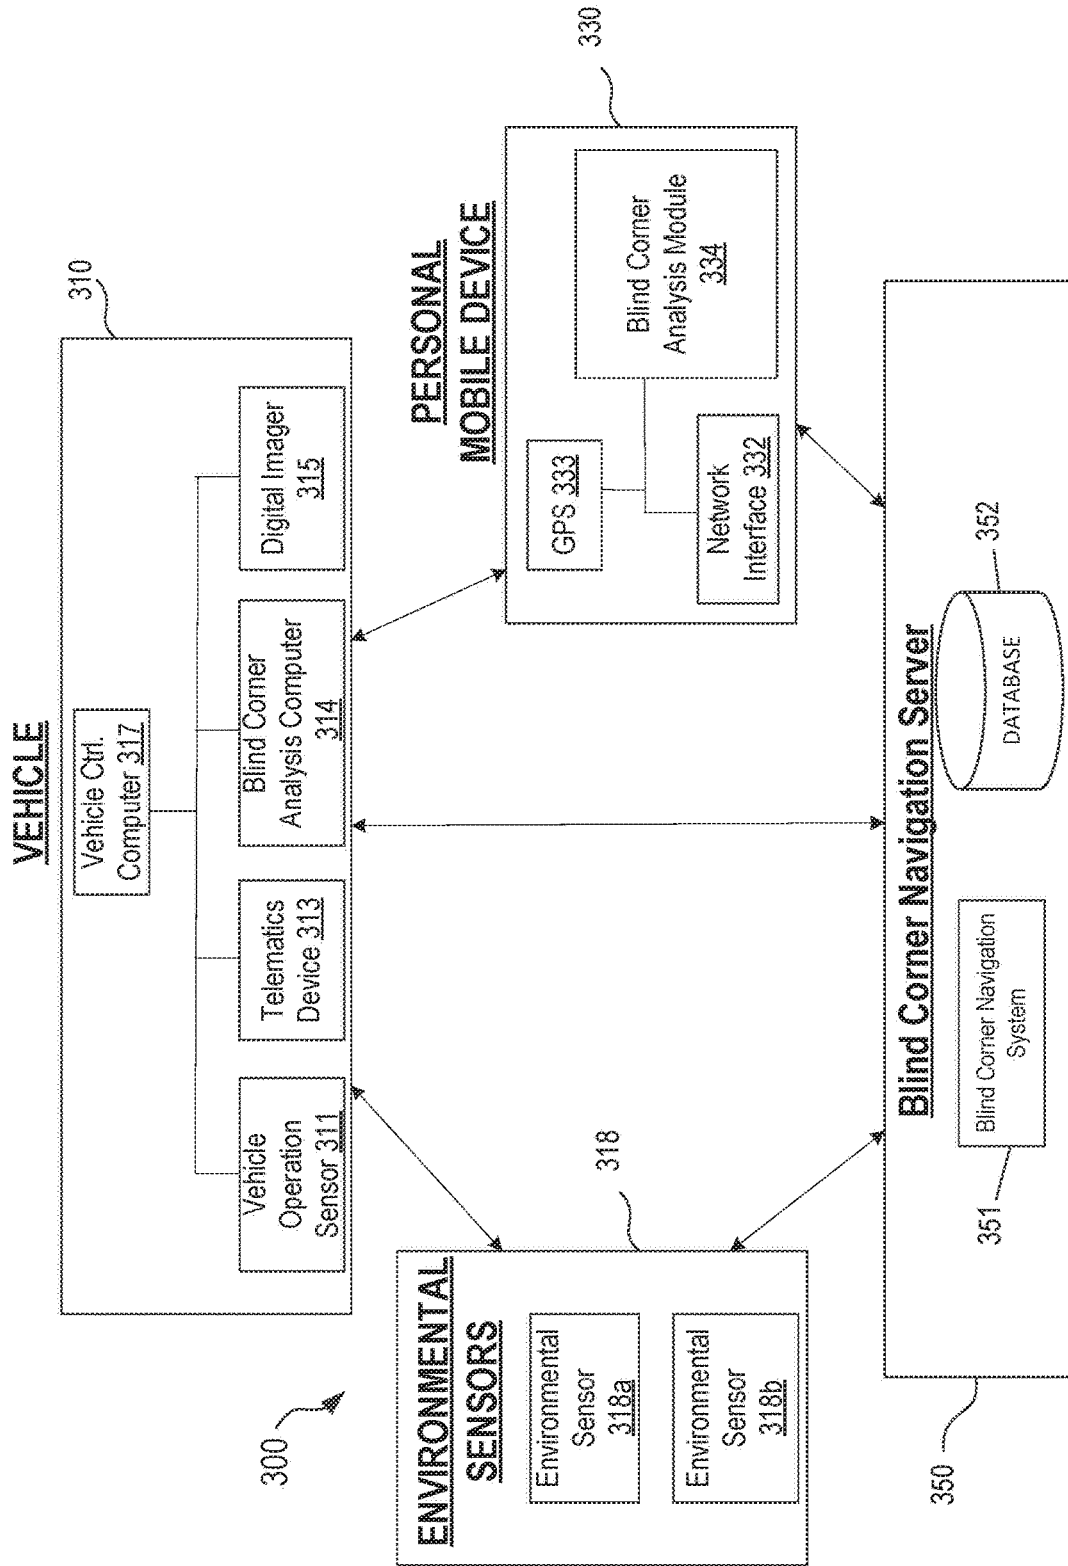 VEHICLE
310
Vehicle Ctrl.
Computer 317
Vehicle
Operation
Sensor 311
Telematics
Device 313
Blind Corner
Analysis Computer
314
Digital Imager
315
300
ENVIRONMENTAL
SENSORS
318
Environmental
Sensor
318a
Environmental
Sensor
318b
PERSONAL
MOBILE DEVICE
330
GPS 333
Network
Interface 332
Blind Corner
Analysis Module
334
Blind Corner Navigation Server
350
351
Blind Corner Navigation
System
352
DATABASE